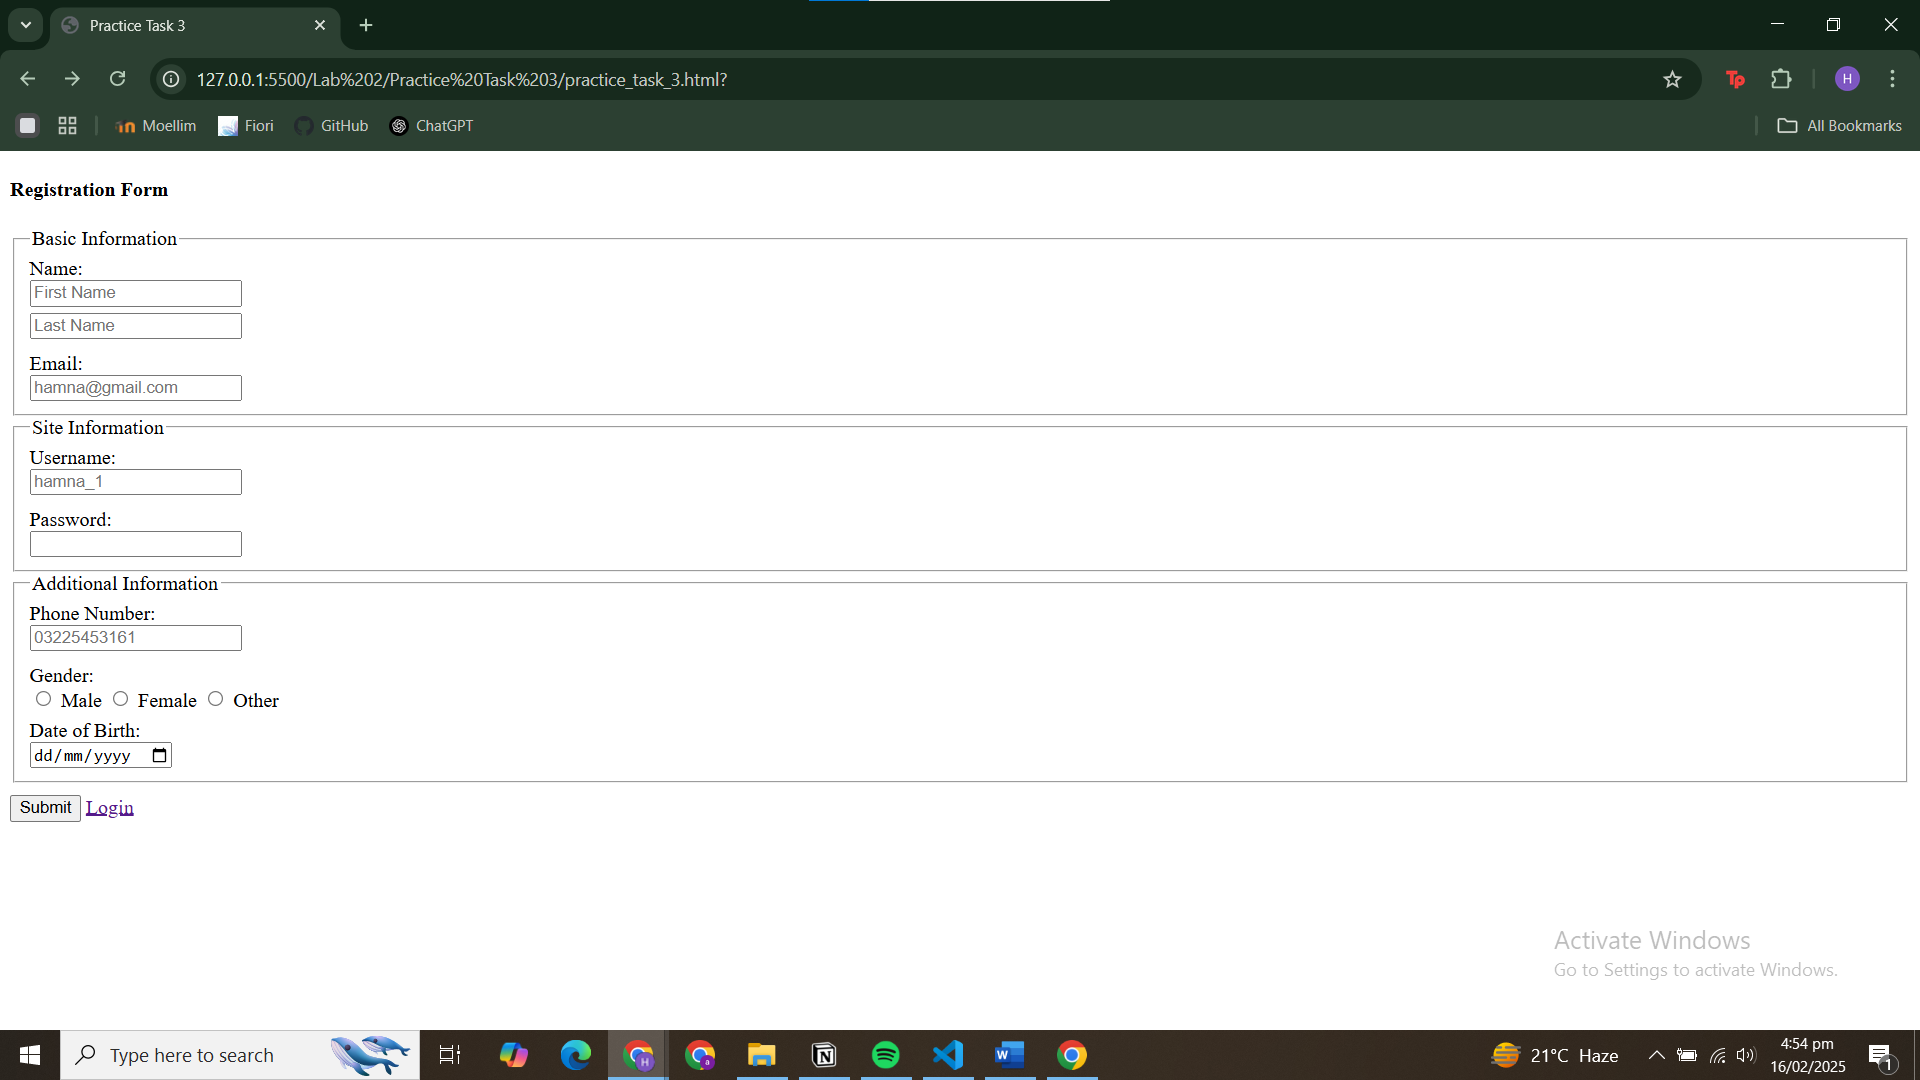 Practice Task 3
127.0.0.1:5500/Lab%202/Practice%20Task%203/practice_task_3.html?
Tp
H
Moellim
Fiori
GitHub
ChatGPT
All Bookmarks
Registration Form
Basic Information
Name:
First Name
Last Name
Email:
hamna@gmail.com
Site Information
Username:
hamna_1
Password:
Additional Information
Phone Number:
03225453161
Gender:
Male Female Other
Date of Birth:
dd/mm/yyyy
Submit Login
Activate Windows
Go to Settings to activate Windows.
Type here to search
21°C Haze
4:54 pm
16/02/2025
1